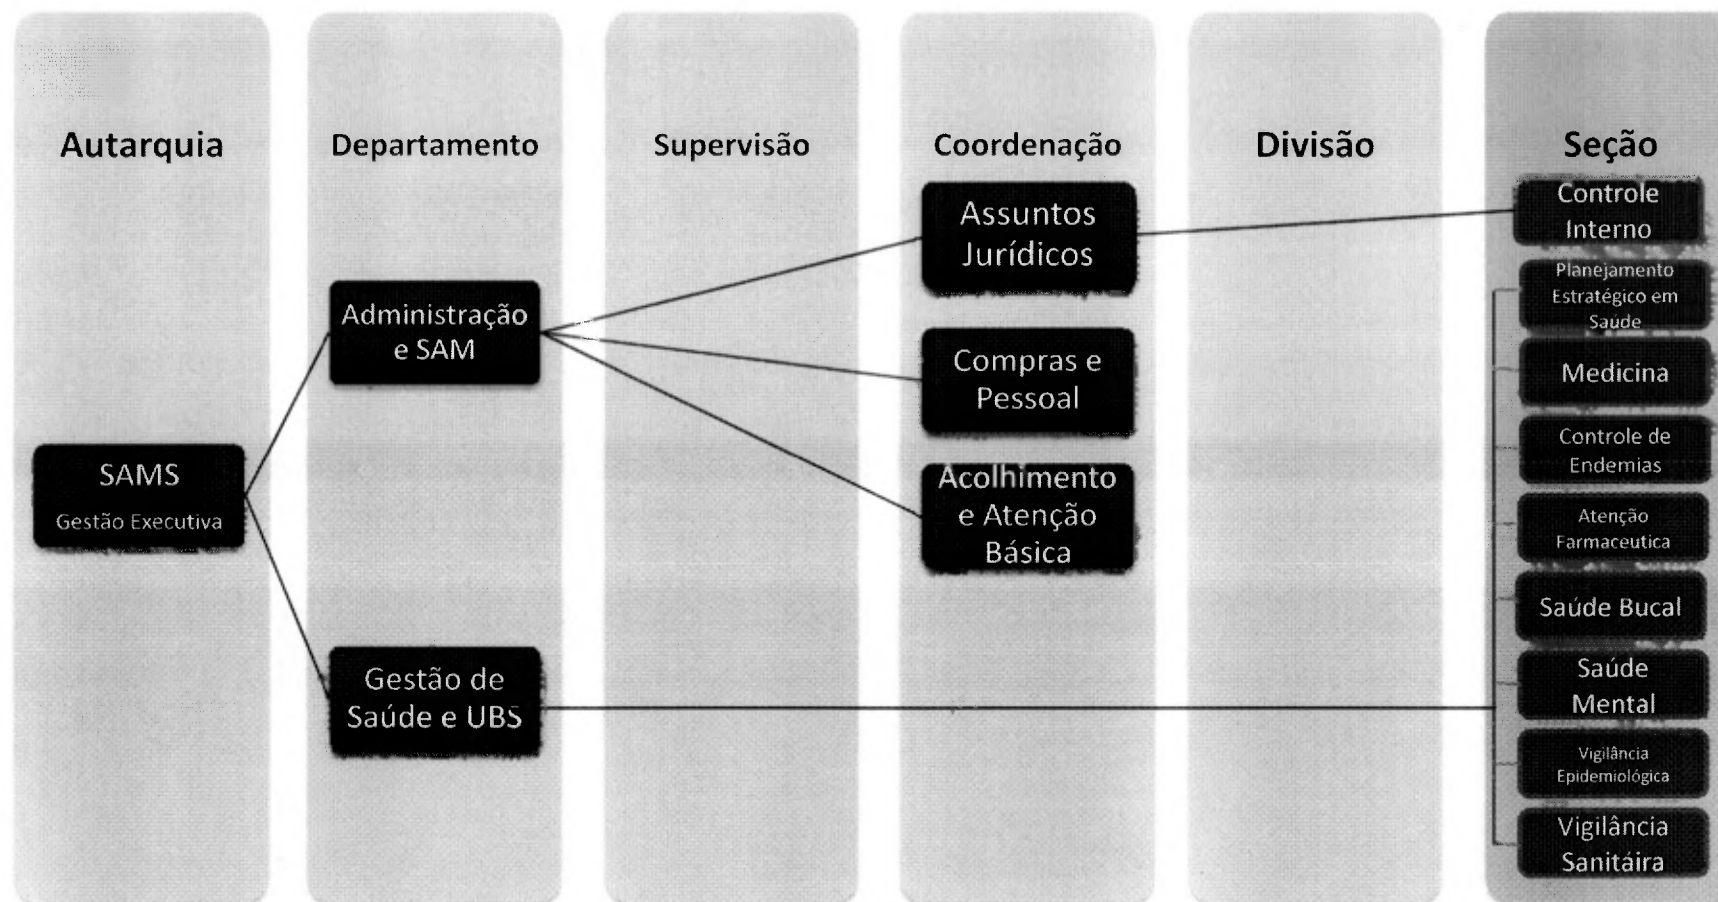 Autarquia
Departamento
Supervisão
Coordenação
Divisão
Seção
SAMS
Gestão Executiva
Administração
e SAM
Gestão de
Saúde e UBS
Assuntos
Jurídicos
Compras e
Pessoal
Acolhimento
e Atenção
Básica
Controle
Interno
Planejamento
Estratégico em
Saúde
Medicina
Controle de
Endemias
Atenção
Farmaceutica
Saúde Bucal
Saúde
Mental
Vigilância
Epidemiológica
Vigilância
Sanitáira